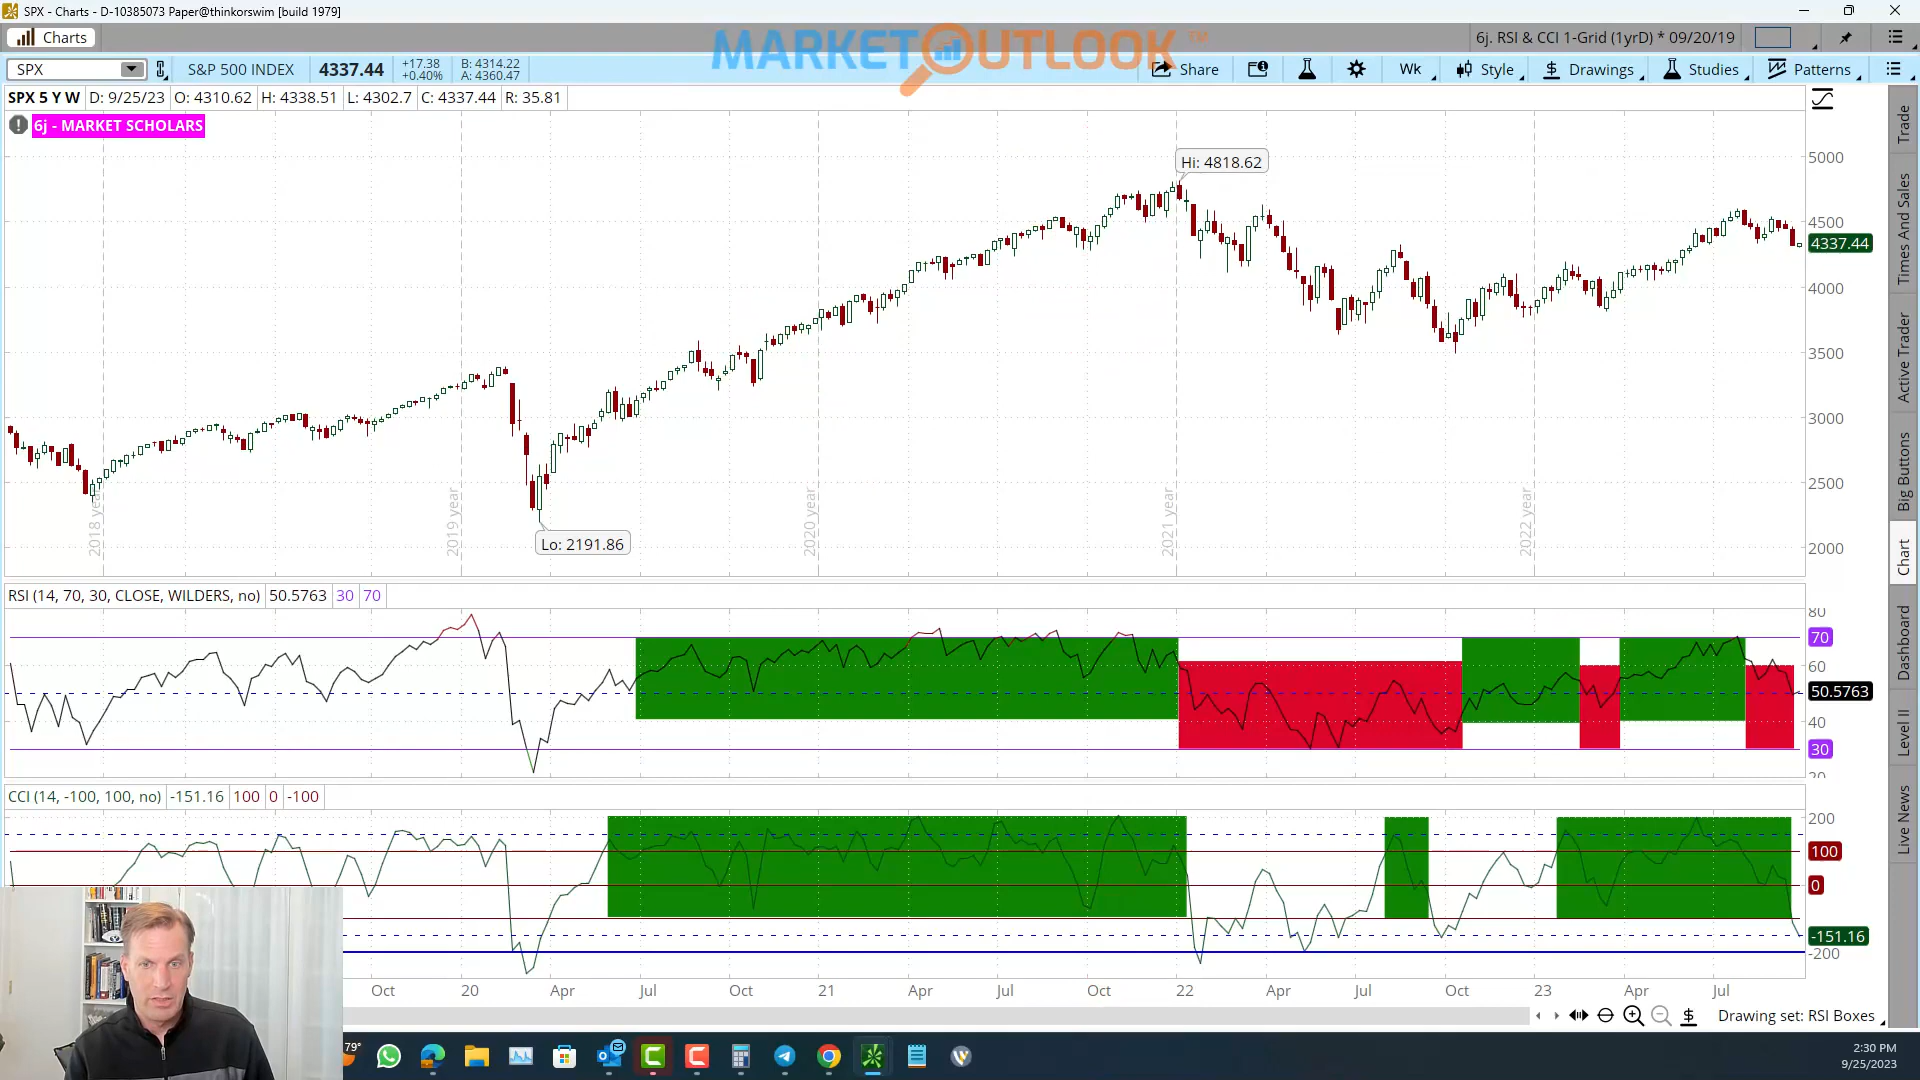 SPX - Charts - D-10385073 Paper@thinkorswim [build 1979]
Charts
MARKET OUTLOOK TM
6j. RSI & CCI 1-Grid (1yrD) * 09/20/19
SPX
S&P 500 INDEX
4337.44
+17.38
+0.40%
B: 4314.22
A: 4360.47
Share
Wk
Style
Drawings
Studies
Patterns
SPX 5 Y W D: 9/25/23 O: 4310.62 H: 4338.51 L: 4302.7 C: 4337.44 R: 35.81
6j - MARKET SCHOLARS
Hi: 4818.62
Lo: 2191.86
5000
4500
4337.44
4000
3500
3000
2500
2000
2018 year
2019 year
2020 year
2021 year
2022 year
RSI (14, 70, 30, CLOSE, WILDERS, no) 50.5763 30 70
80
70
60
50.5763
40
30
20
CCI (14, -100, 100, no) -151.16 100 0 -100
200
100
0
-151.16
-200
Oct 20 Apr Jul Oct 21 Apr Jul Oct 22 Apr Jul Oct 23 Apr Jul
Drawing set: RSI Boxes
Trade
Times And Sales
Active Trader
Big Buttons
Chart
Dashboard
Level II
Live News
79°
2:30 PM
9/25/2023